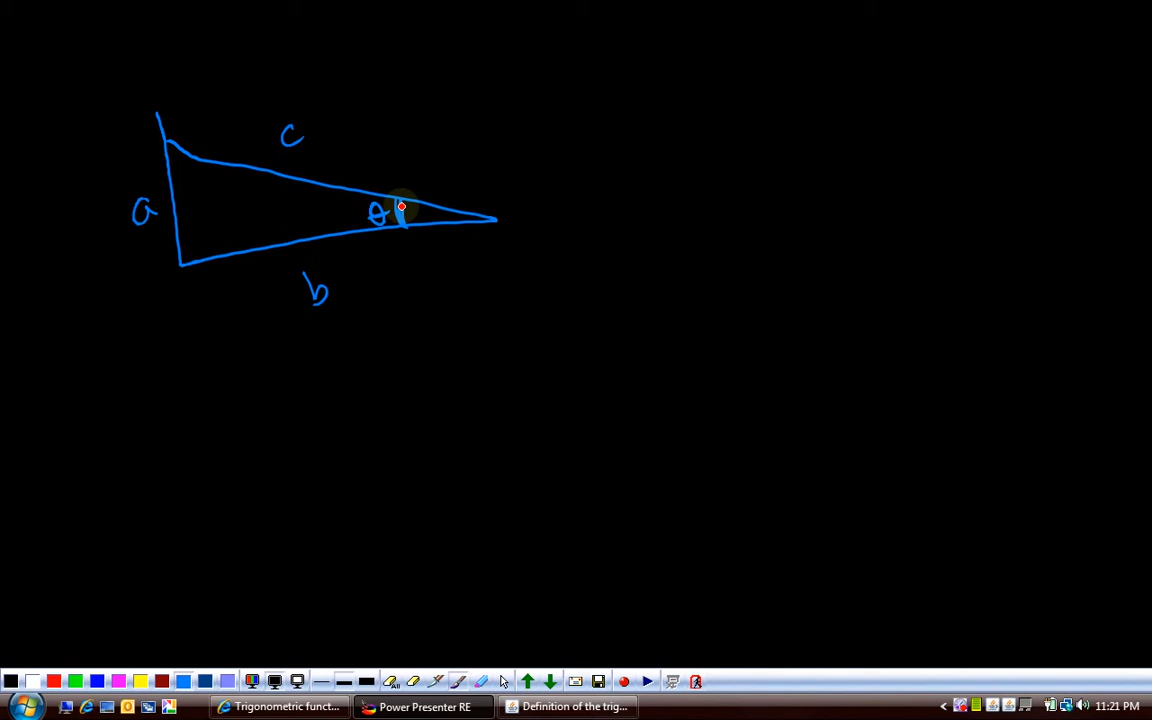 c
a
θ
b
Trigonometric funct...
Power Presenter RE
Definition of the trig...
11:21 PM